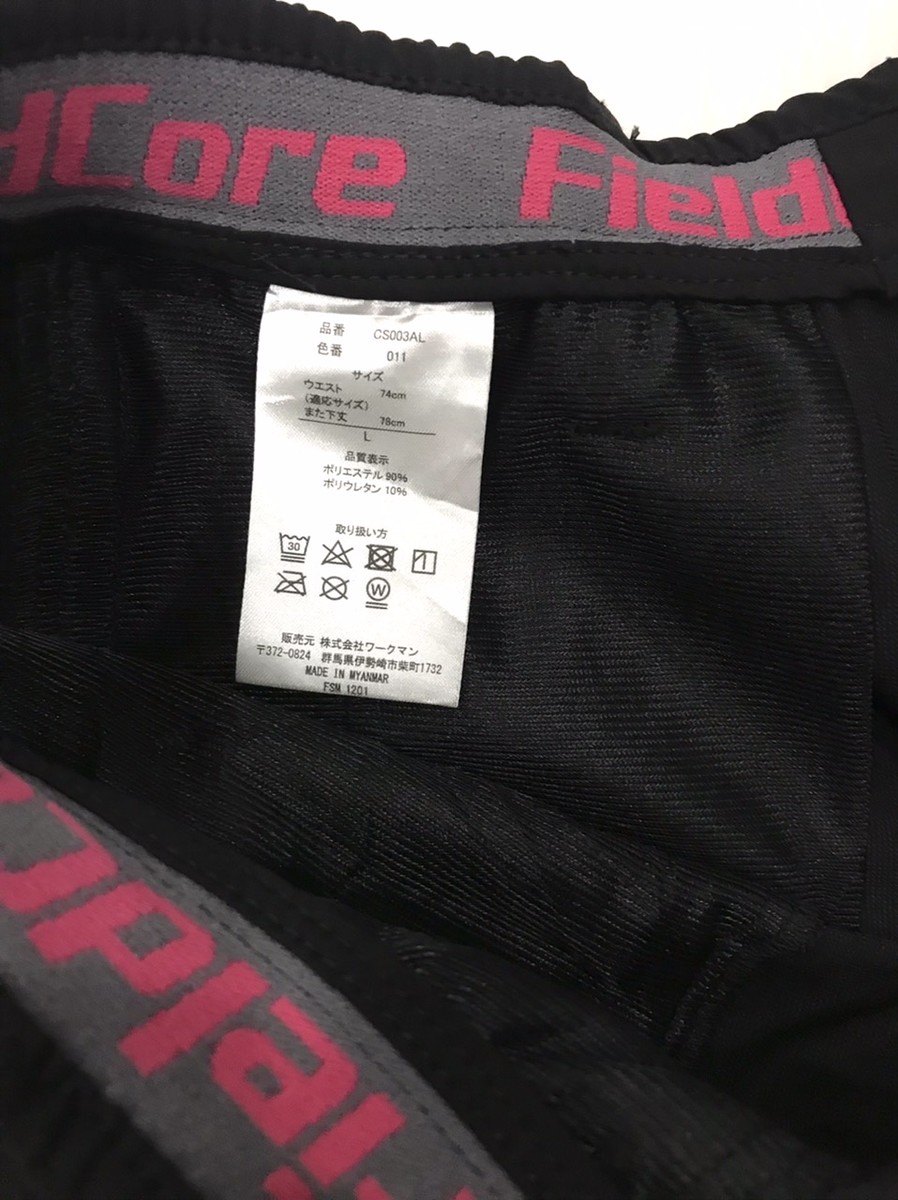 dCore Field
品番 CS003AL
色番 011
サイズ
ウエスト 74cm
(適応サイズ)
また下丈 78cm
L
品質表示
ポリエステル 90%
ポリウレタン 10%
取り扱い方
30
W
販売元 株式会社ワークマン
〒372-0824 群馬県伊勢崎市柴町1732
MADE IN MYANMAR
FSM 1201
Field